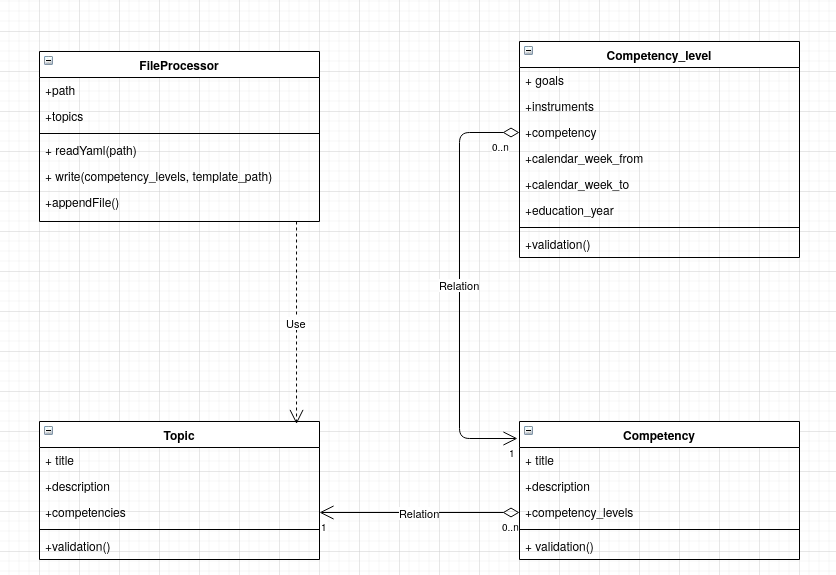 FileProcessor
+path
+topics
+ readYaml(path)
+ write(competency_levels, template_path)
+appendFile()
Competency_level
+ goals
+instruments
+competency
+calendar_week_from
+calendar_week_to
+education_year
+validation()
0..n
Relation
1
Use
Topic
+ title
+description
+competencies
+validation()
1
Relation
0..n
Competency
+ title
+description
+competency_levels
+ validation()